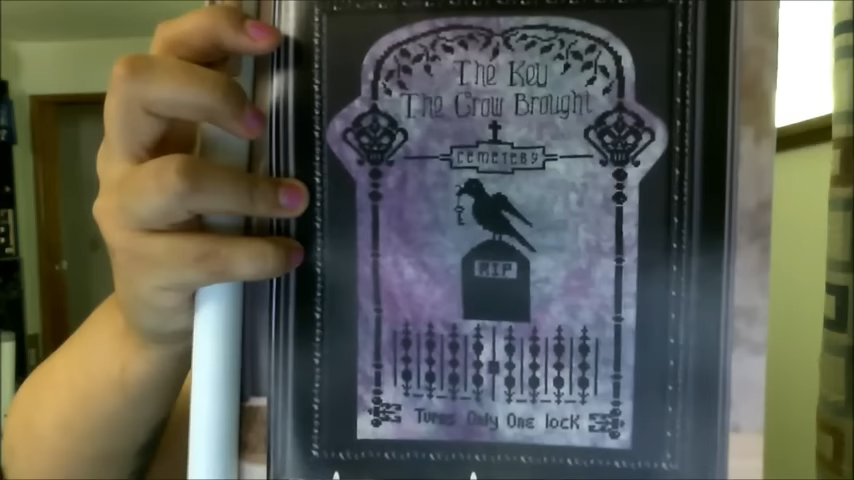 The Key
The Crow Brought
CEMETERY
RIP
Turns Only One lock